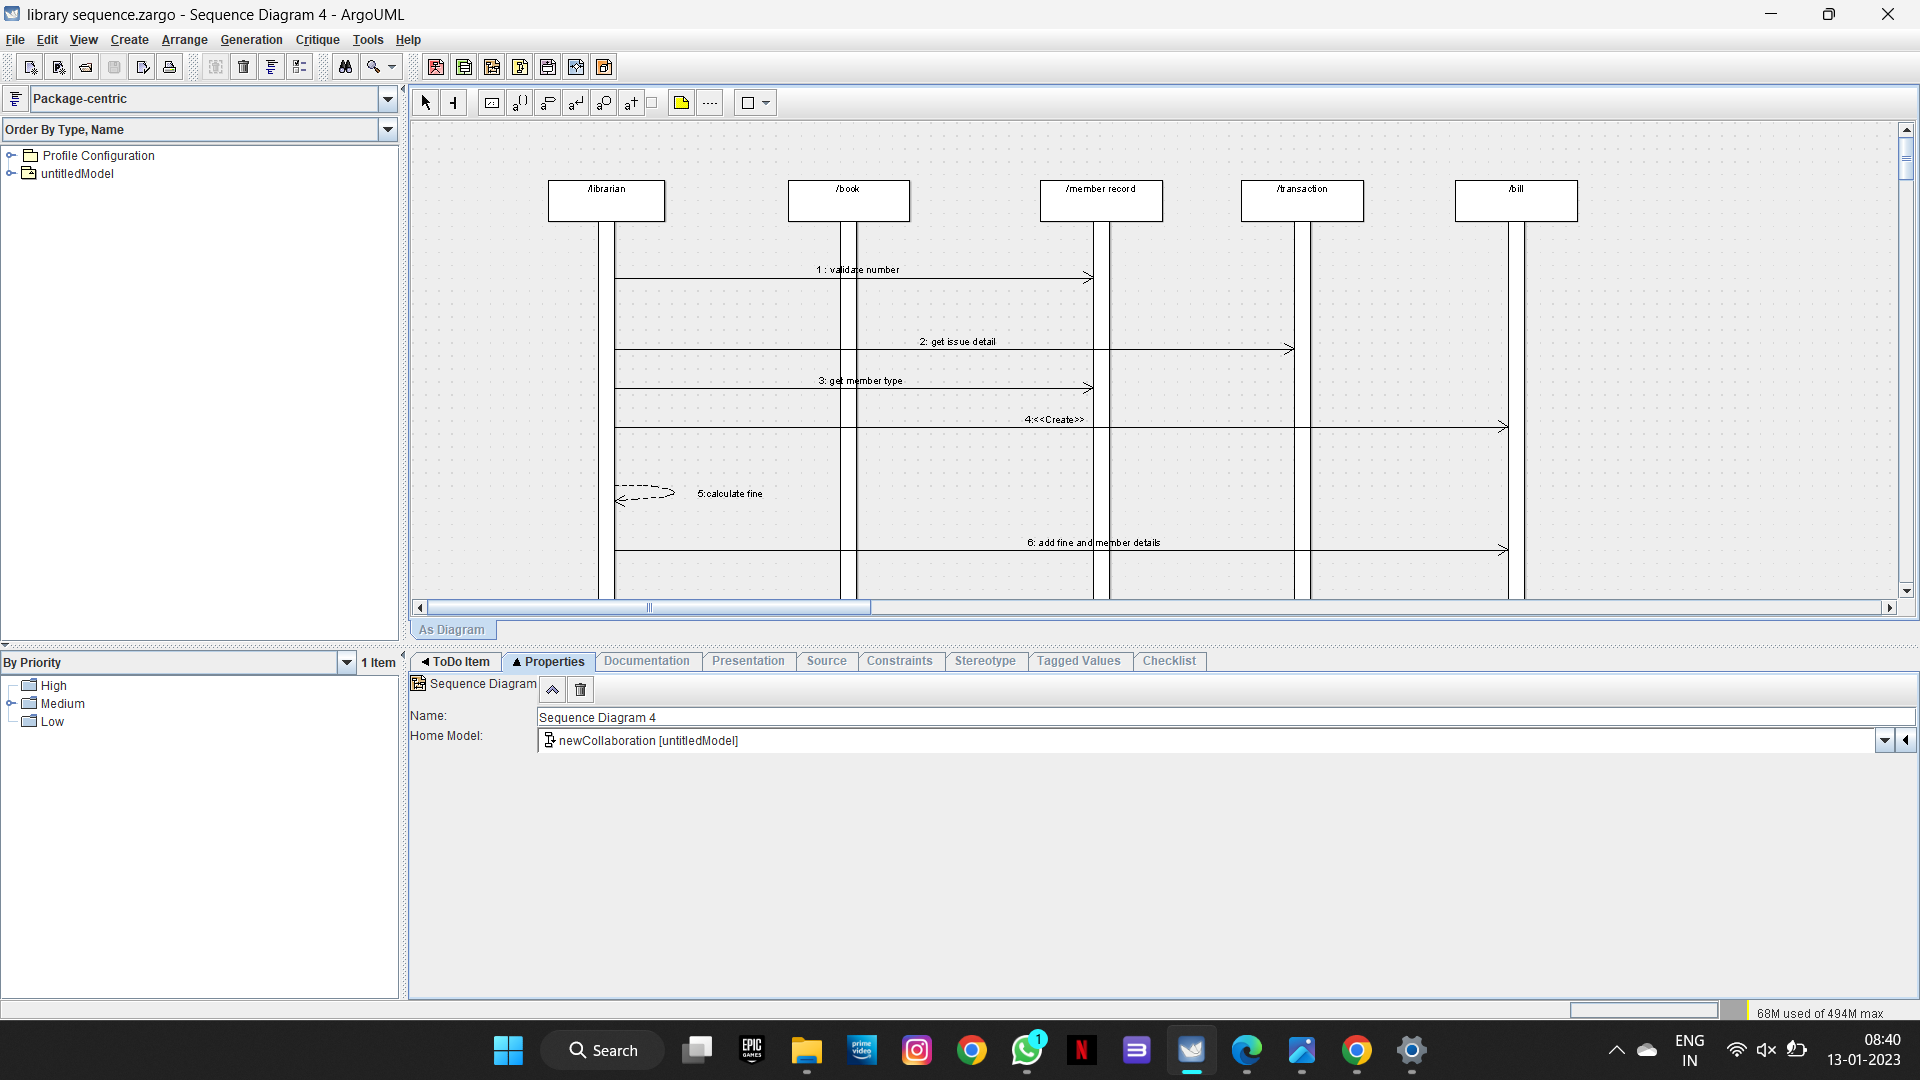 library sequence.zargo - Sequence Diagram 4 - ArgoUML
File Edit View Create Arrange Generation Critique Tools Help
Package-centric
Order By Type, Name
Profile Configuration
untitledModel
/librarian
/book
/member record
/transaction
/bill
1 : validate number
2: get issue detail
3: get member type
4:<<Create>>
5:calculate fine
6: add fine and member details
As Diagram
By Priority
1 Item
High
Medium
Low
ToDo Item Properties Documentation Presentation Source Constraints Stereotype Tagged Values Checklist
Sequence Diagram
Name:
Sequence Diagram 4
Home Model:
newCollaboration [untitledModel]
68M used of 494M max
Search
EPIC
GAMES
prime
video
1
N
ENG
IN
08:40
13-01-2023